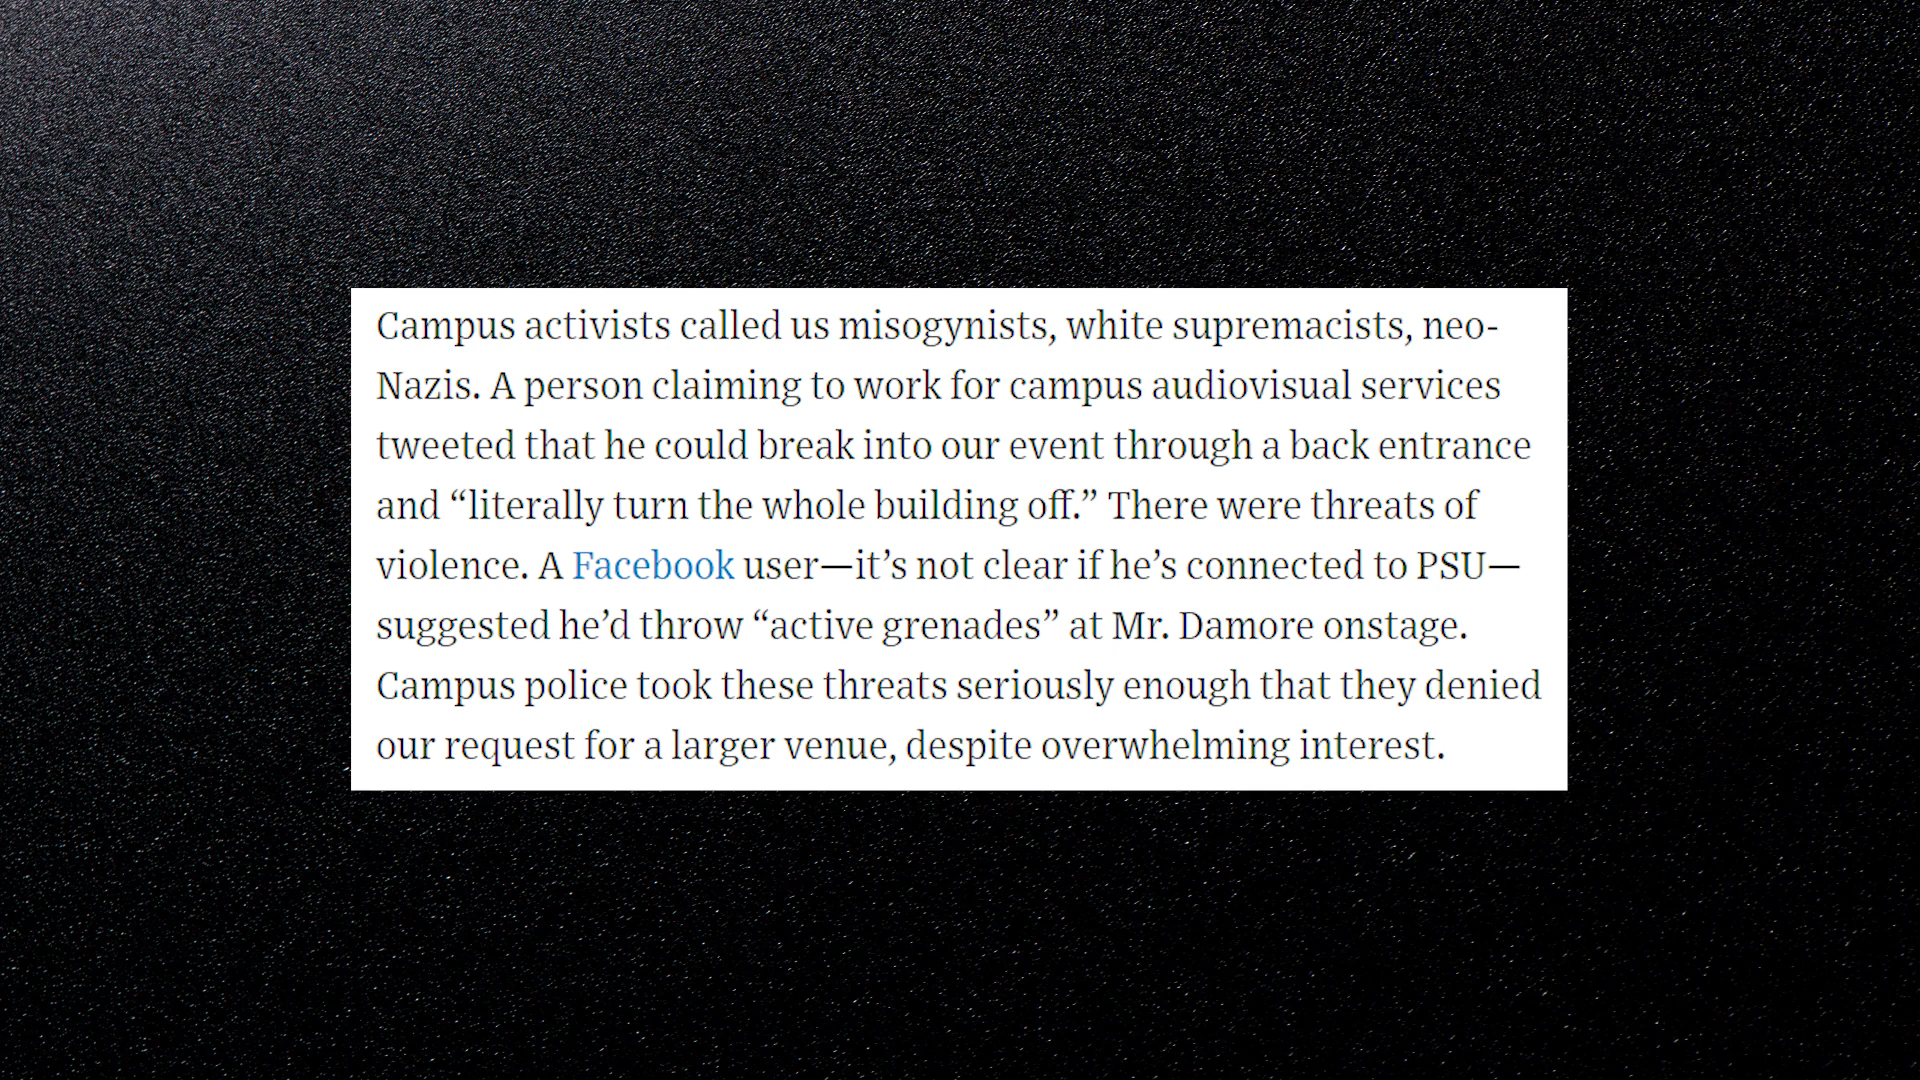 Campus activists called us misogynists, white supremacists, neo-
Nazis. A person claiming to work for campus audiovisual services
tweeted that he could break into our event through a back entrance
and “literally turn the whole building off.” There were threats of
violence. A Facebook user—it’s not clear if he’s connected to PSU—
suggested he’d throw “active grenades” at Mr. Damore onstage.
Campus police took these threats seriously enough that they denied
our request for a larger venue, despite overwhelming interest.